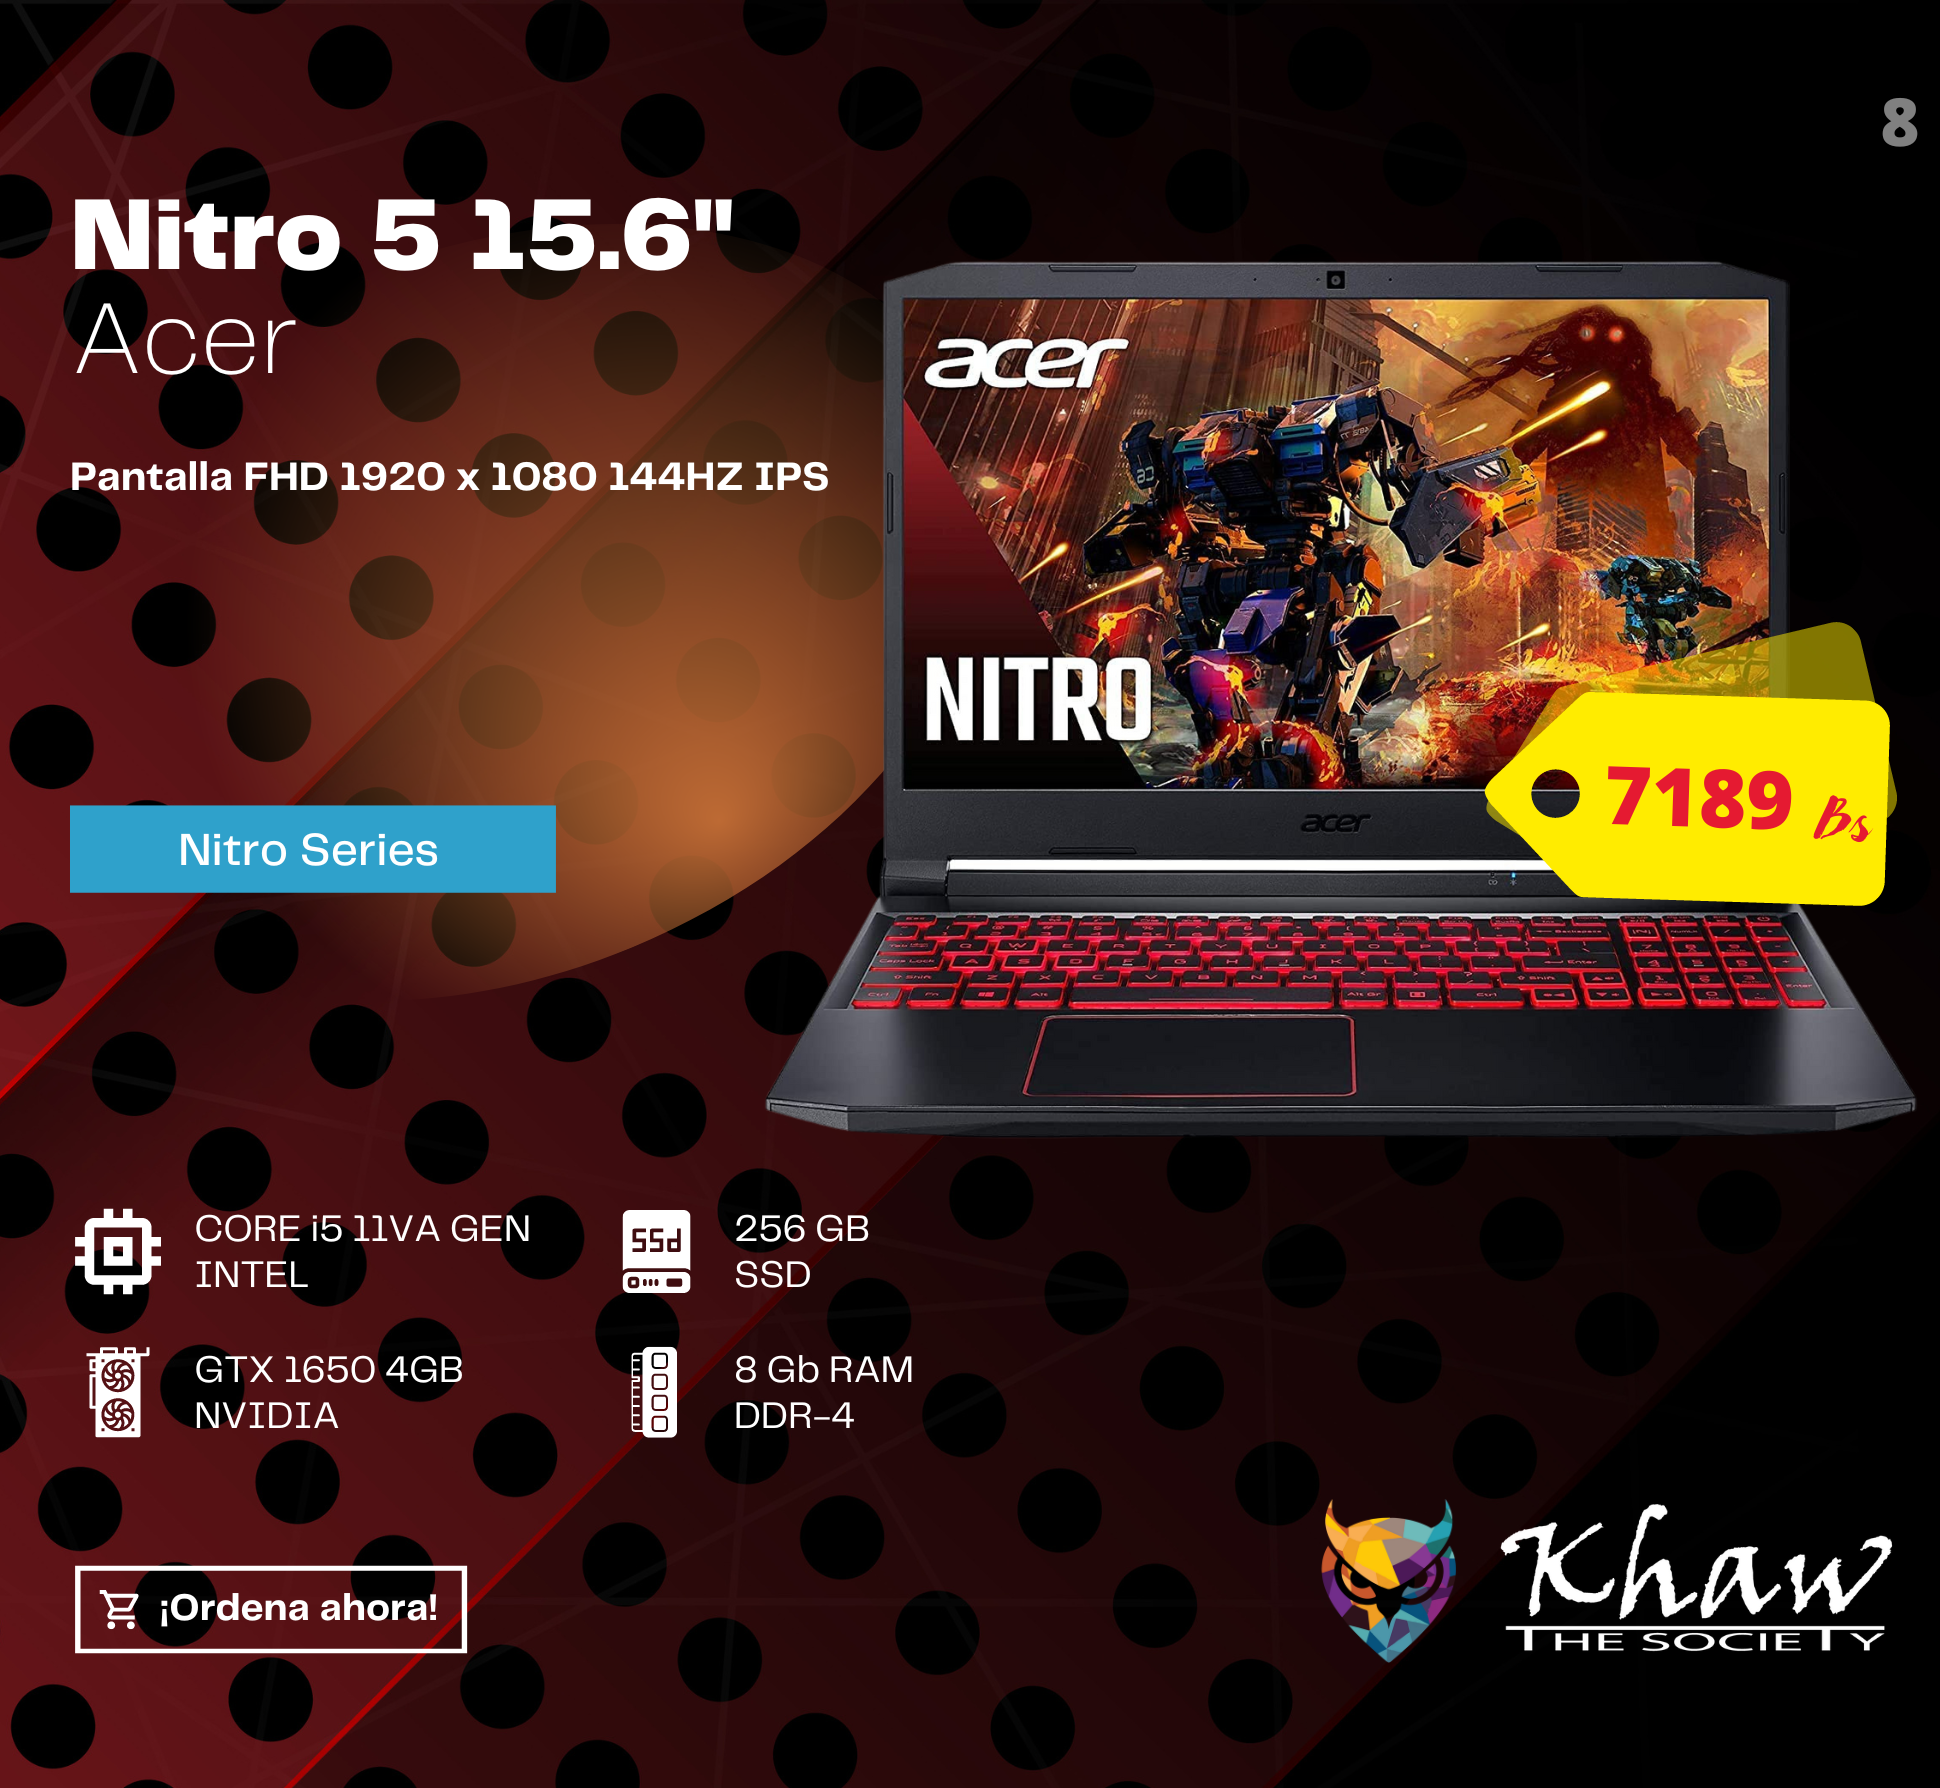 8
Nitro 5 15.6"
Acer
Pantalla FHD 1920 x 1080 144HZ IPS
acer
NITRO
acer
7189 Bs
Nitro Series
CORE i5 11VA GEN
INTEL
ssd
256 GB
SSD
GTX 1650 4GB
NVIDIA
8 Gb RAM
DDR-4
¡Ordena ahora!
Khaw
THE SOCIETY